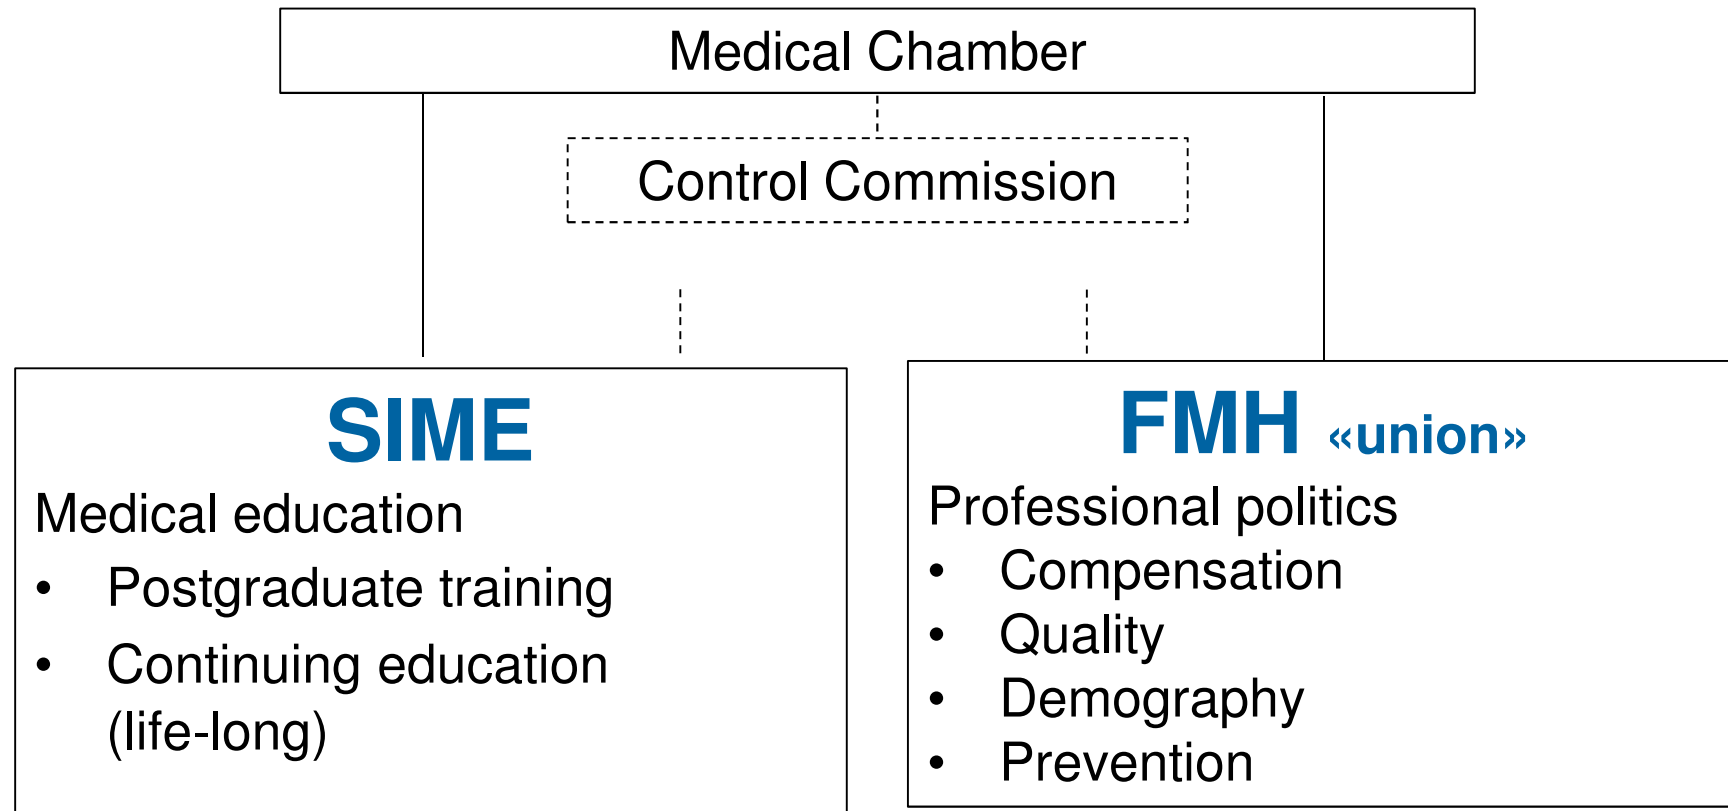 Medical Chamber
Control Commission
SIME
Medical education
• Postgraduate training
• Continuing education
(life-long)
FMH «union»
Professional politics
• Compensation
• Quality
• Demography
• Prevention